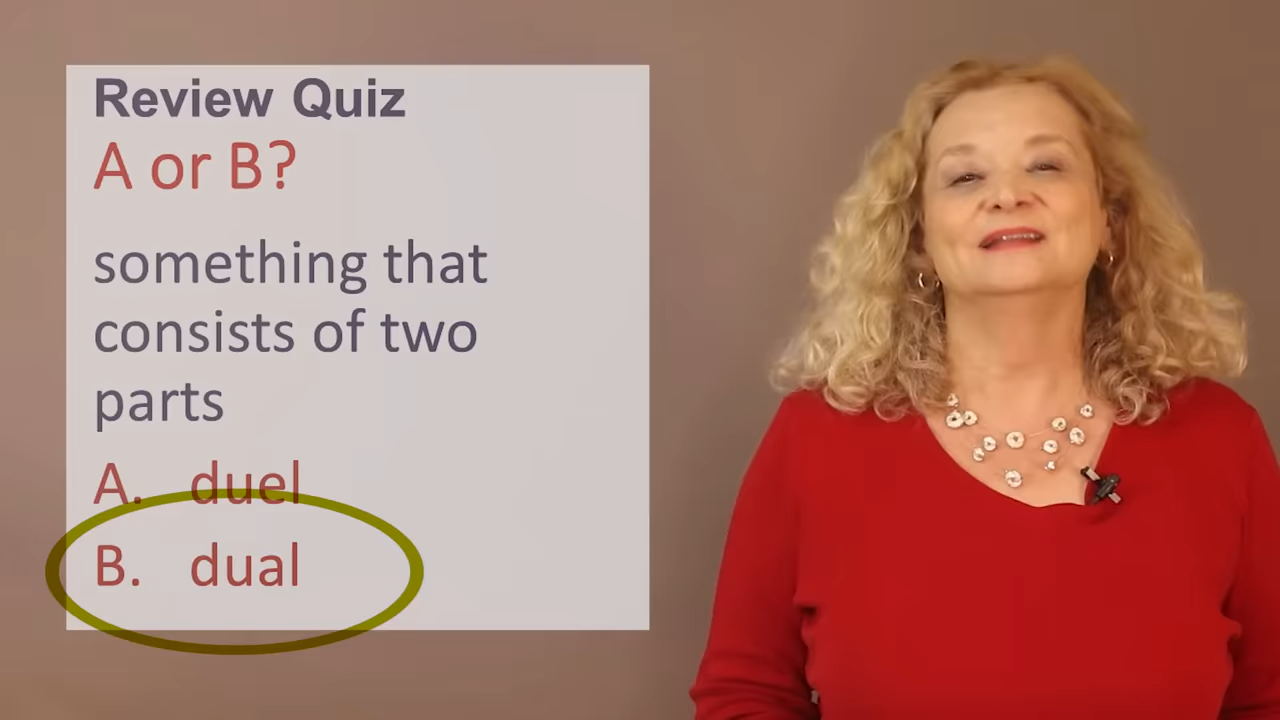 Review Quiz
A or B?
something that
consists of two
parts
A. duel
B. dual